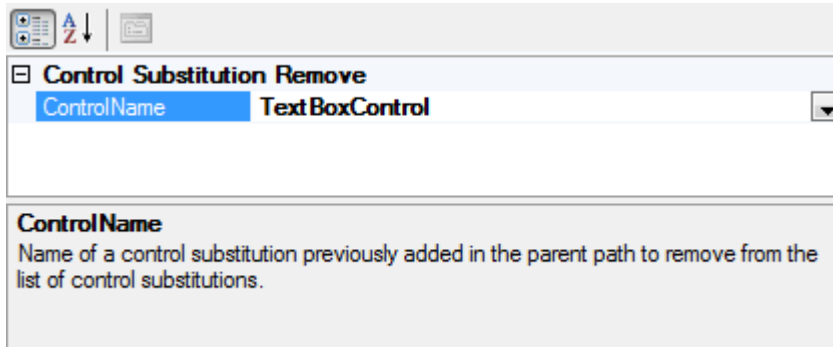 A
Z
Control Substitution Remove
ControlName TextBoxControl
ControlName
Name of a control substitution previously added in the parent path to remove from the
list of control substitutions.